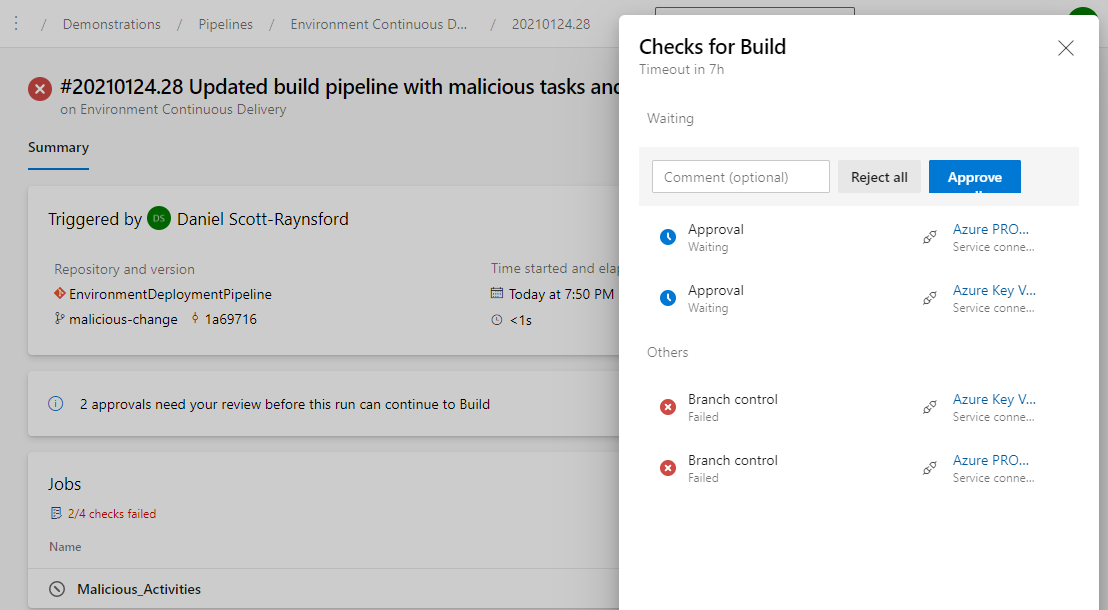 / Demonstrations / Pipelines / Environment Continuous D... / 20210124.28
#20210124.28 Updated build pipeline with malicious tasks and
on Environment Continuous Delivery
Summary
Triggered by DS Daniel Scott-Raynsford
Repository and version
EnvironmentDeploymentPipeline
malicious-change 1a69716
Time started and elap
Today at 7:50 PM
<1s
2 approvals need your review before this run can continue to Build
Jobs
2/4 checks failed
Name
Malicious_Activities
Checks for Build
Timeout in 7h
Waiting
Comment (optional) Reject all Approve
Approval Azure PRO...
Waiting Service conne...
Approval Azure Key V...
Waiting Service conne...
Others
Branch control Azure Key V...
Failed Service conne...
Branch control Azure PRO...
Failed Service conne...